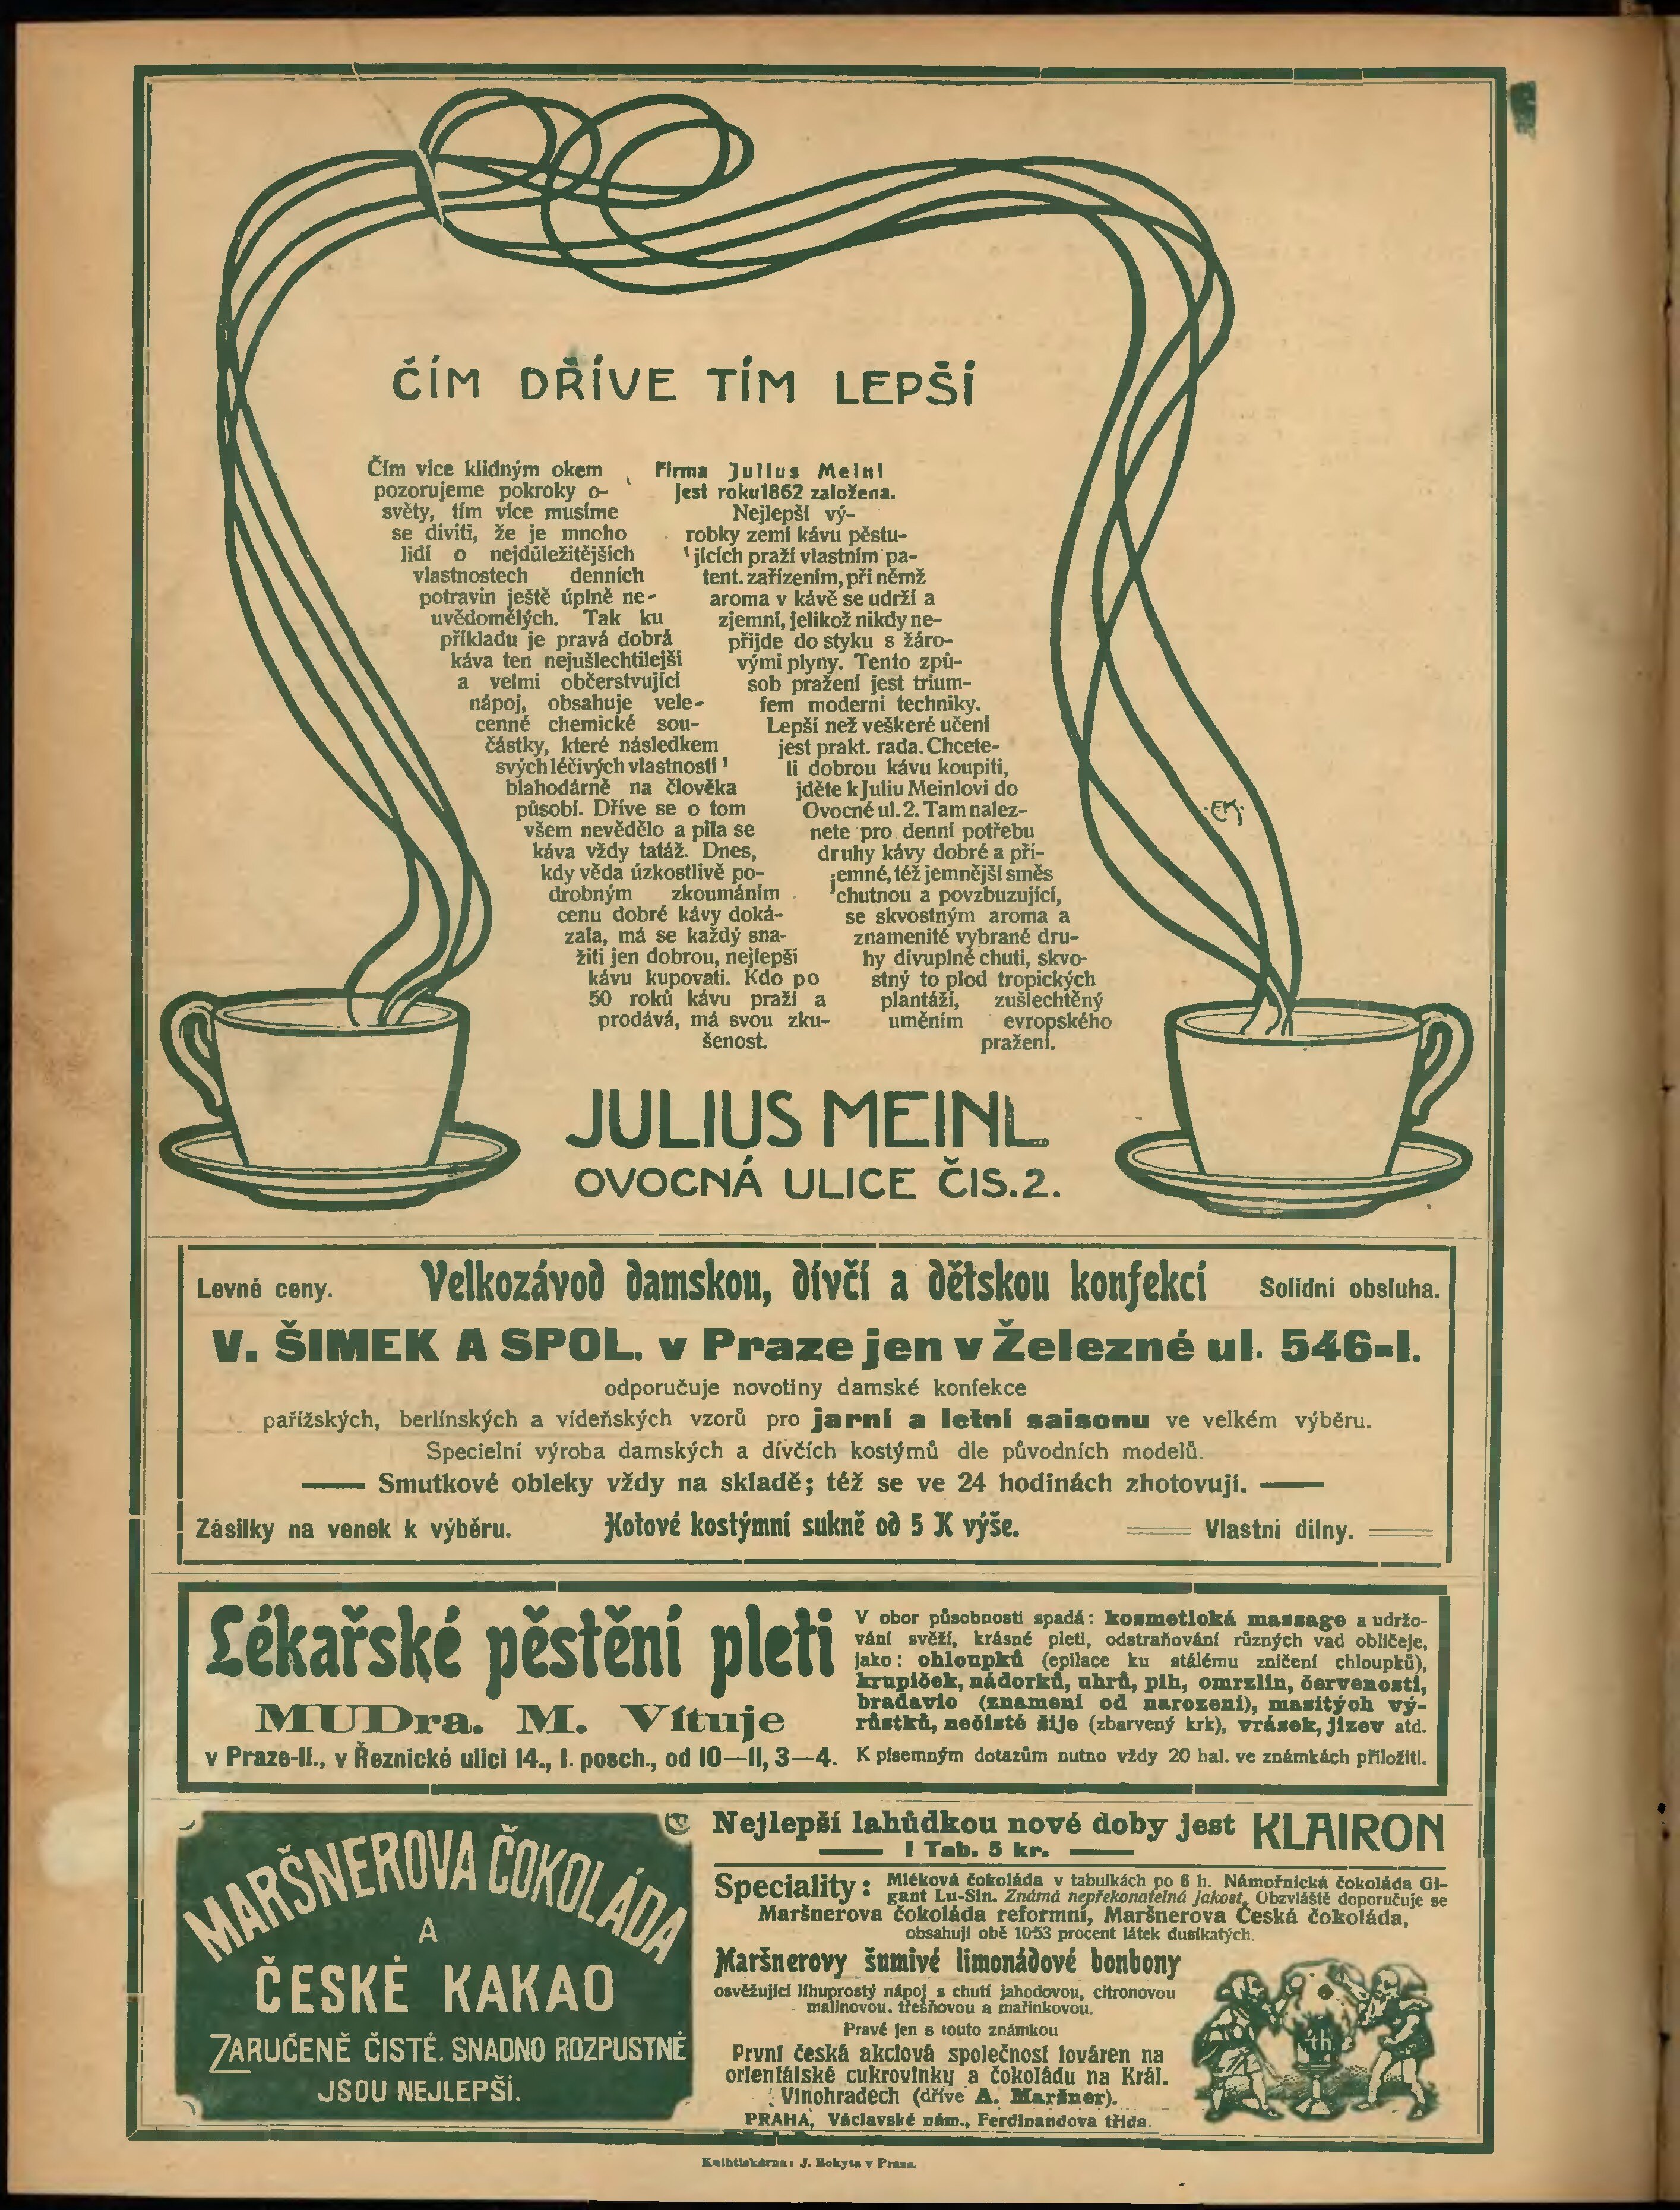 ČÍM DŘÍVE TÍM LEPŠÍ
Čím více klidným okem
pozorujeme pokroky o-
světy, tím více musíme
se diviti, že je mnoho
lidí o nejdůležitějších
vlastnostech denních
potravin ještě úplně ne-
uvědomělých. Tak ku
příkladu je pravá dobrá
káva ten nejušlechtilejší
a velmi občerstvující
nápoj, obsahuje vele-
cenné chemické sou-
částky, které následkem
svých léčivých vlastností
blahodárně na člověka
působí. Dříve se o tom
všem nevědělo a pila se
káva vždy tatáž. Dnes,
kdy věda úzkostlivě po-
drobným zkoumáním
cenu dobré kávy doká-
zala, má se každý sna-
žiti jen dobrou, nejlepší
kávu kupovati. Kdo po
50 roků kávu praží a
prodává, má svou zku-
šenost.
Firma Julius Meinl
jest roku 1862 založena.
Nejlepší vý-
robky zemí kávu pěstu-
jících praží vlastním pa-
tent. zařízením, při němž
aroma v kávě se udrží a
zjemní, jelikož nikdy ne-
přijde do styku s žáro-
vými plyny. Tento způ-
sob pražení jest trium-
fem moderní techniky.
Lepší než veškeré učení
jest prakt. rada. Chcete-
li dobrou kávu koupiti,
jděte k Juliu Meinlovi do
Ovocné ul. 2. Tam nalez-
nete pro denní potřebu
druhy kávy dobré a pří-
jemné, též jemnější směs
chutnou a povzbuzující,
se skvostným aroma a
znamenité vybrané dru-
hy divuplné chuti, skvo-
stný to plod tropických
plantáží, zušlechtěný
uměním evropského
pražení.
EK
JULIUS MEINL
OVOCNÁ ULICE ČIS.2.
Levné ceny. Velkozávod damskou, dívčí a dětskou konfekcí Solidní obsluha.
V. ŠIMEK A SPOL. v Praze jen v Železné ul. 546-I.
odporučuje novotiny damské konfekce
pařížských, berlínských a vídeňských vzorů pro jarní a letní saisonu ve velkém výběru.
Specielní výroba damských a dívčích kostýmů dle původních modelů.
Smutkové obleky vždy na skladě; též se ve 24 hodinách zhotovují.
Zásilky na venek k výběru. Hotové kostýmní sukně od 5 K výše. Vlastní dílny.
Lékařské pěstění pleti
MUDra. M. Vítuje
v Praze-II., v Řeznické ulici 14., I. posch., od 10—11, 3—4.
V obor působnosti spadá: kosmetická massage a udržo-
vání svěží, krásné pleti, odstraňování různých vad obličeje,
jako: ohloupků (epilace ku stálému zničení chloupků),
krupiček, nádorků, uhrů, pih, omrzlin, červenosti,
bradavic (znamení od narození), masitých vý-
růstků, nečisté šíje (zbarvený krk), vrásek, jizev atd.
K písemným dotazům nutno vždy 20 hal. ve známkách přiložiti.
MARŠNEROVA ČOKOLÁDA
A
ČESKÉ KAKAO
ZARUČENĚ ČISTÉ. SNADNO ROZPUSTNÉ
JSOU NEJLEPŠÍ.
Nejlepší lahůdkou nové doby jest KLAIRON
1 Tab. 5 kr.
Speciality: Mléková čokoláda v tabulkách po 6 h. Námořnická čokoláda Gi-
gant Lu-Sin. Známá nepřekonatelná jakost. Obzvláště doporučuje se
Maršnerova čokoláda reformní, Maršnerova Česká čokoláda,
obsahují obě 10·53 procent látek dusíkatých.
Maršnerovy šumivé limonádové bonbony
osvěžující lihuprostý nápoj s chutí jahodovou, citronovou
malinovou, třešňovou a mařinkovou.
Pravé jen s touto známkou
První česká akciová společnost továren na
orientálské cukrovinky a čokoládu na Král.
Vinohradech (dříve A. Maršner).
PRAHA, Václavské nám., Ferdinandova třída.
Knihtiskárna: J. Rokyta v Praze.